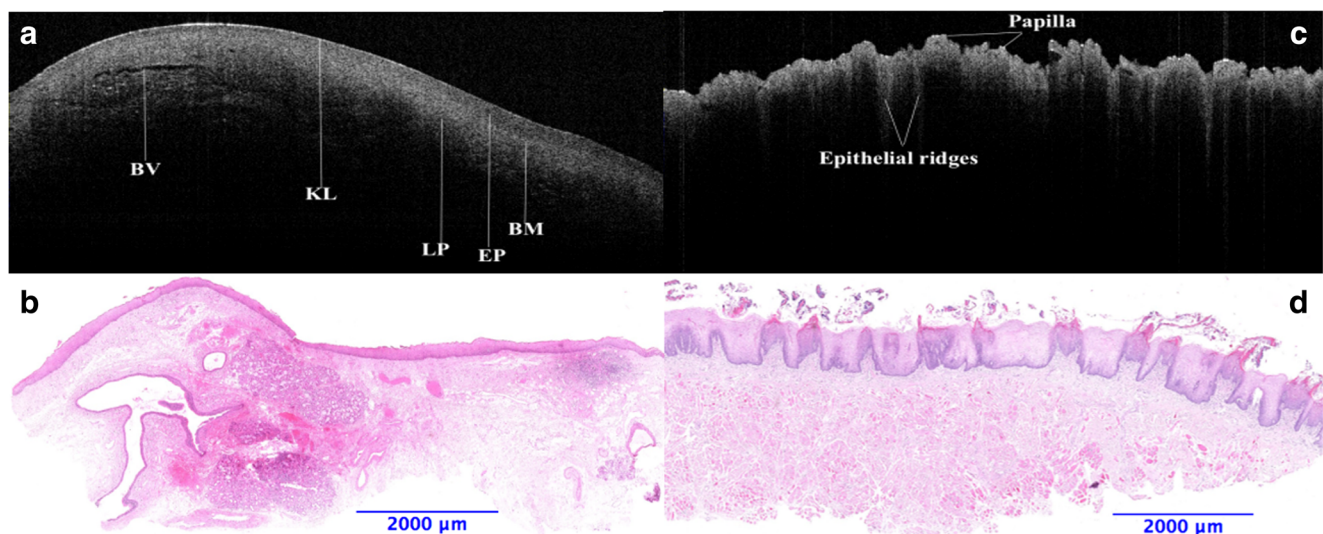 a
BV
KL
LP
EP
BM
Papilla
c
Epithelial ridges
b
2000 µm
d
2000 µm